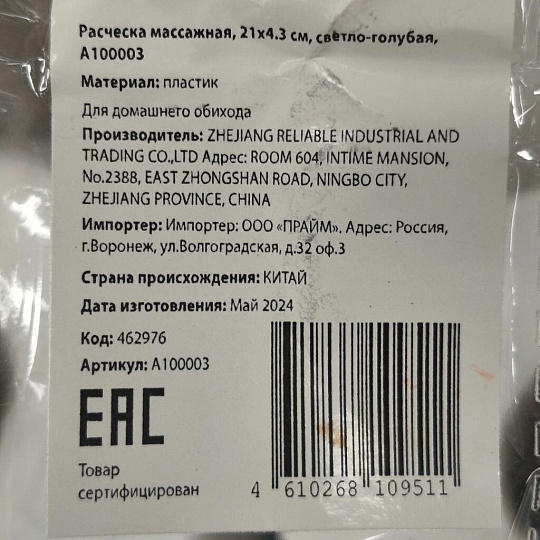 Расческа массажная, 21х4.3 см, светло-голубая,
А100003
Материал: пластик
Для домашнего обихода
Производитель: ZHEJIANG RELIABLE INDUSTRIAL AND
TRADING CO.,LTD Адрес: ROOM 604, INTIME MANSION,
No.2388, EAST ZHONGSHAN ROAD, NINGBO CITY,
ZHEJIANG PROVINCE, CHINA
Импортер: Импортер: ООО «ПРАЙМ». Адрес: Россия,
г.Воронеж, ул.Волгоградская, д.32 оф.3
Страна происхождения: КИТАЙ
Дата изготовления: Май 2024
Код: 462976
Артикул: А100003
EAC
Товар
сертифицирован
4 610268 109511